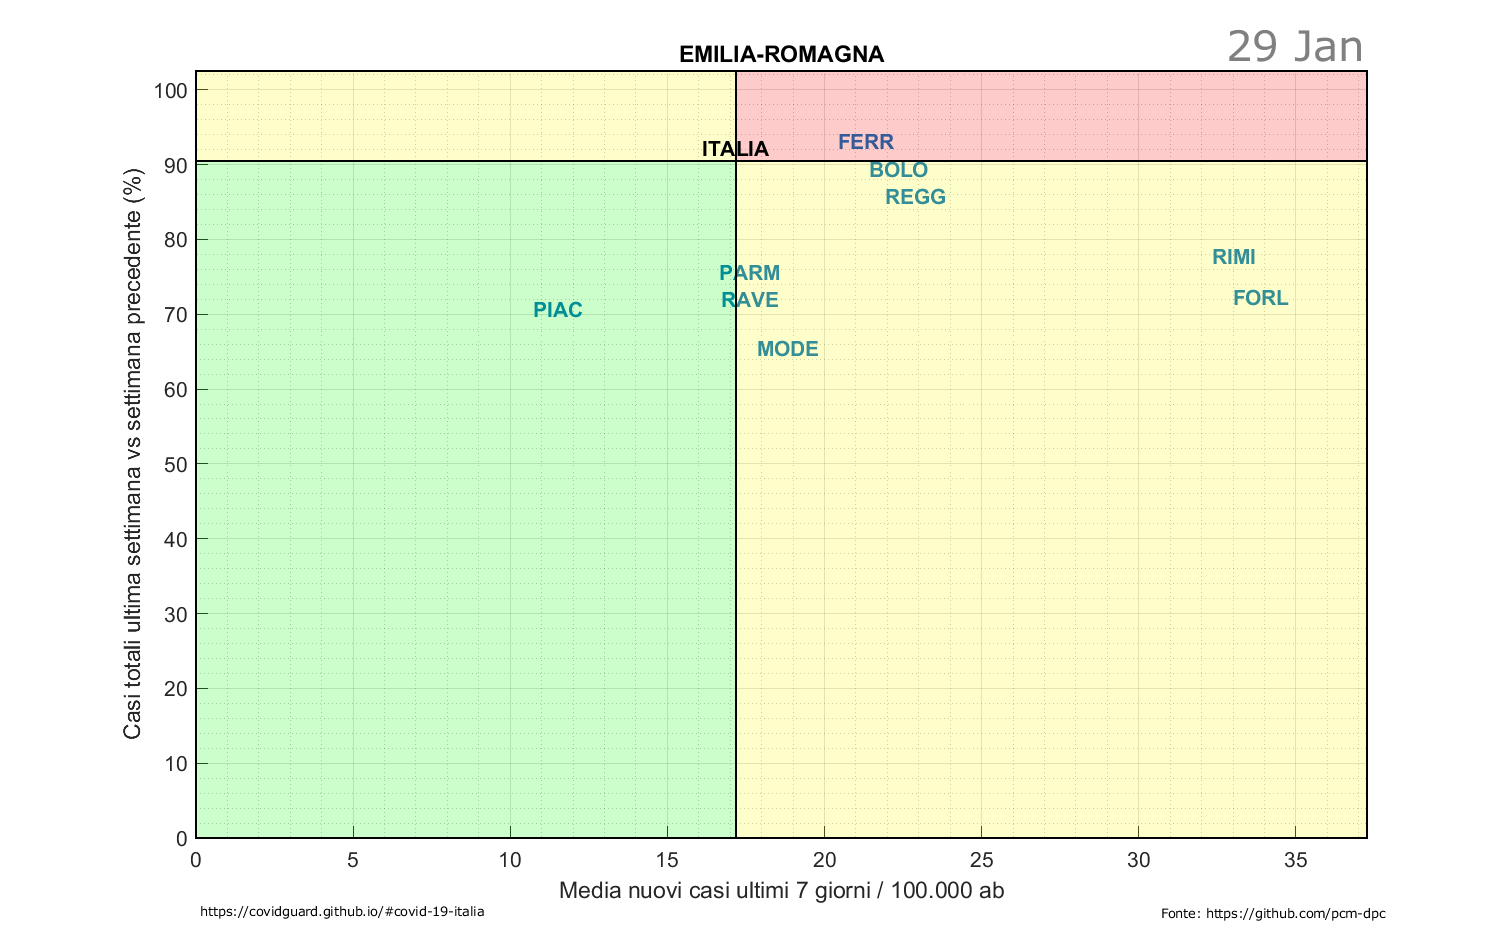 29 Jan
EMILIA-ROMAGNA
100
90
80
70
60
50
40
30
20
10
0
Casi totali ultima settimana vs settimana precedente (%)
ITALIA
FERR
BOLO
REGG
RIMI
PARM
FORL
RAVE
PIAC
MODE
0 5 10 15 20 25 30 35
Media nuovi casi ultimi 7 giorni / 100.000 ab
https://covidguard.github.io/#covid-19-italia
Fonte: https://github.com/pcm-dpc